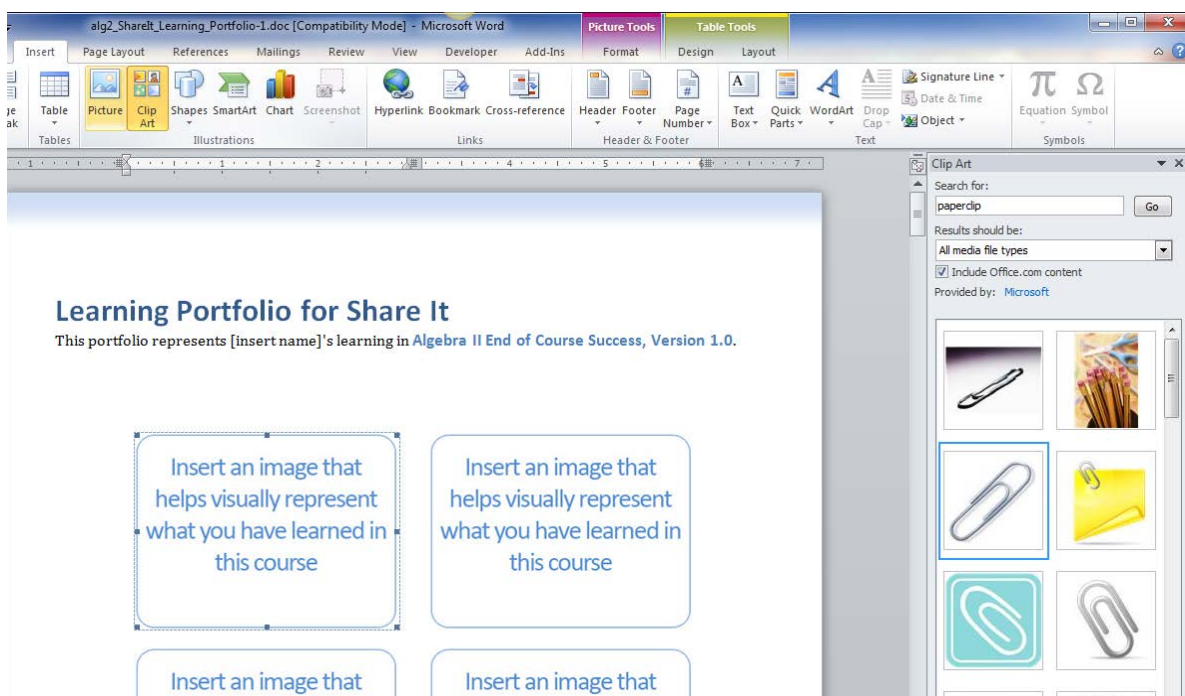 alg2_ShareIt_Learning_Portfolio-1.doc [Compatibility Mode] - Microsoft Word
Picture Tools
Table Tools
Insert Page Layout References Mailings Review View Developer Add-Ins Format Design Layout
Table
Picture
Clip Art
Shapes
SmartArt
Chart
Screenshot
Hyperlink
Bookmark
Cross-reference
Header
Footer
Page Number
Text Box
Quick Parts
WordArt
Drop Cap
Signature Line
Date & Time
Object
Equation
Symbol
Tables
Illustrations
Links
Header & Footer
Text
Symbols
1 1 2 4 5 7
Clip Art
Search for:
paperclip
Go
Results should be:
All media file types
Include Office.com content
Provided by: Microsoft
Learning Portfolio for Share It
This portfolio represents [insert name]'s learning in Algebra II End of Course Success, Version 1.0.
Insert an image that
helps visually represent
what you have learned in
this course
Insert an image that
helps visually represent
what you have learned in
this course
Insert an image that
Insert an image that